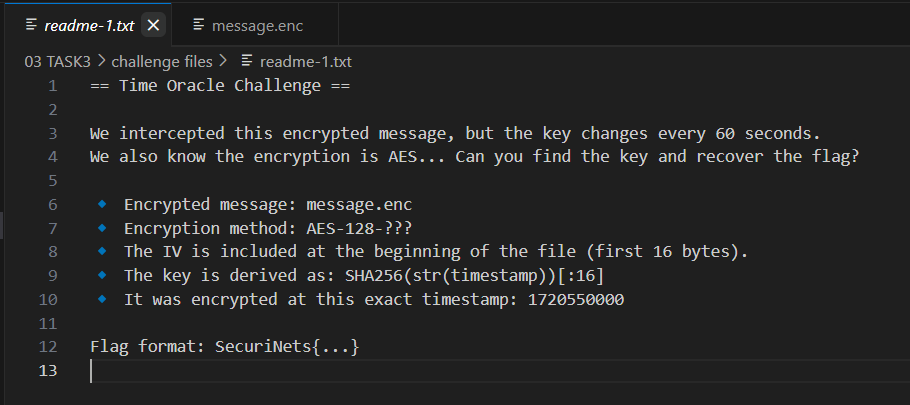 readme-1.txt
message.enc
03 TASK3 > challenge files > readme-1.txt
1 == Time Oracle Challenge ==
2
3 We intercepted this encrypted message, but the key changes every 60 seconds.
4 We also know the encryption is AES... Can you find the key and recover the flag?
5
6 🔹 Encrypted message: message.enc
7 🔹 Encryption method: AES-128-???
8 🔹 The IV is included at the beginning of the file (first 16 bytes).
9 🔹 The key is derived as: SHA256(str(timestamp))[:16]
10 🔹 It was encrypted at this exact timestamp: 1720550000
11
12 Flag format: SecuriNets{...}
13